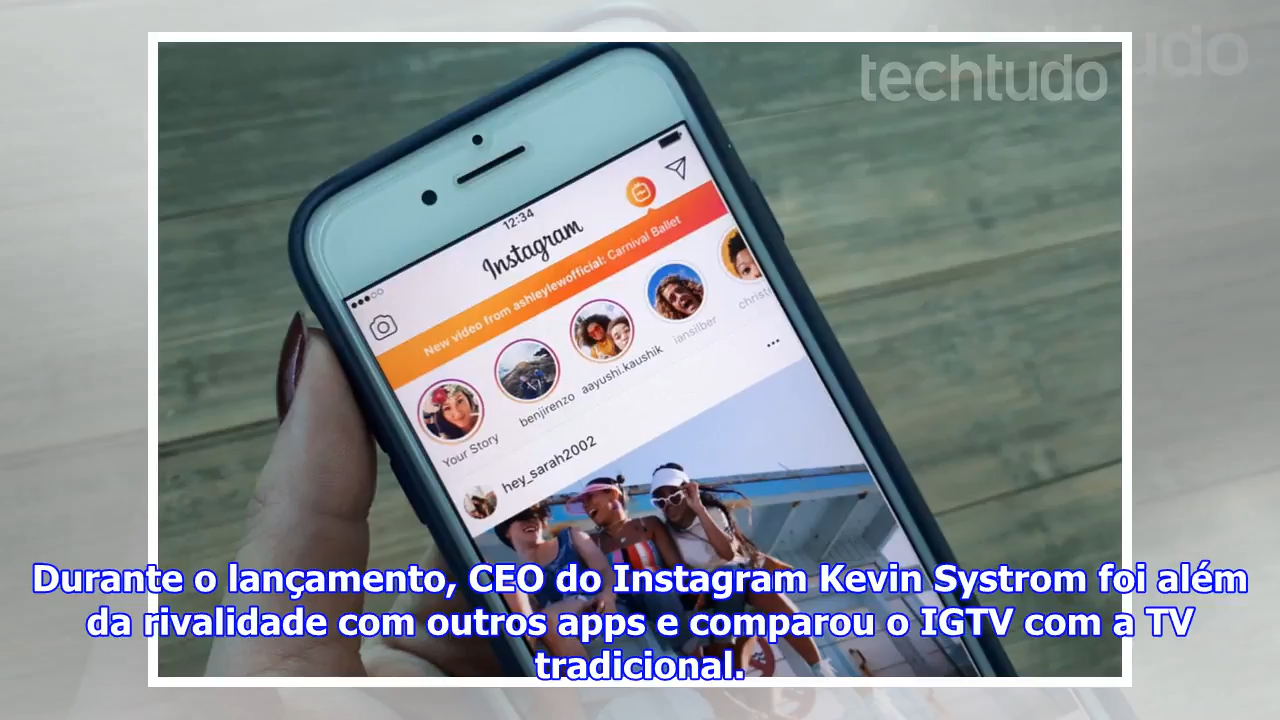 techtudo
12:34
Instagram
New video from ashleylewofficial: Carnival Ballet
Your Story
benjirenzo
aayushi.kaushik
iansilber
hey_sarah2002
Durante o lançamento, CEO do Instagram Kevin Systrom foi além
da rivalidade com outros apps e comparou o IGTV com a TV
tradicional.